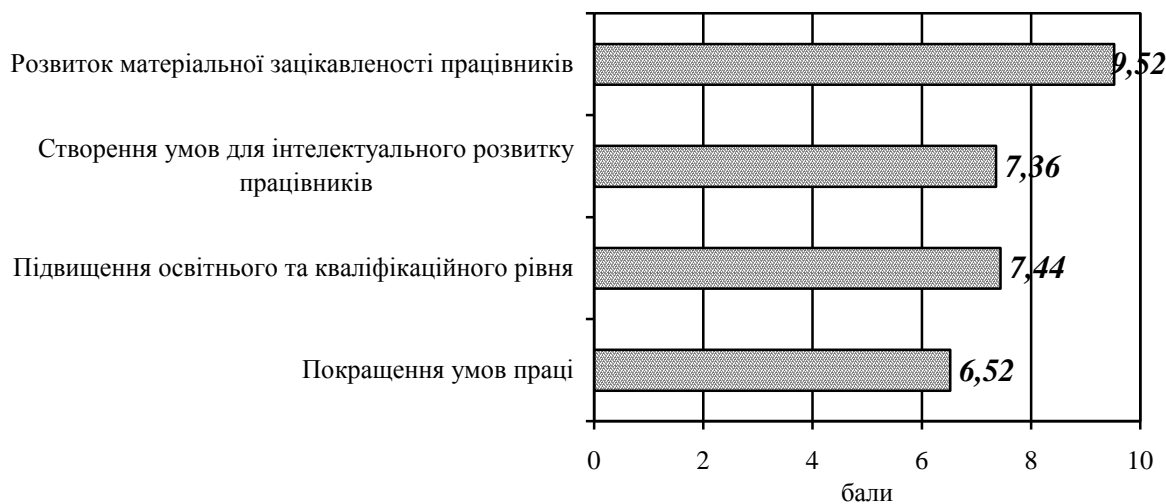 Розвиток матеріальної зацікавленості працівників
9,52
Створення умов для інтелектуального розвитку
працівників
7,36
Підвищення освітнього та кваліфікаційного рівня
7,44
Покращення умов праці
6,52
0 2 4 6 8 10
бали